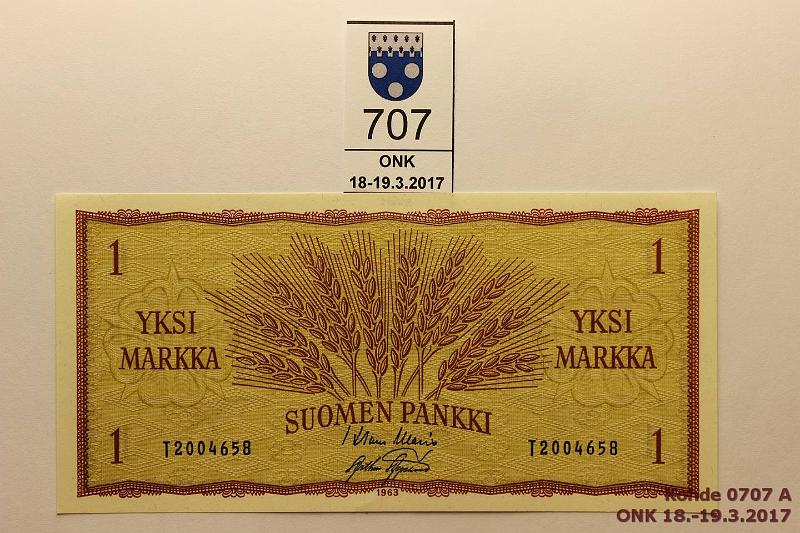 707
ONK
18-19.3.2017
1 1
YKSI MARKKA
YKSI MARKKA
SUOMEN PANKKI
1 T2004658 T2004658 1
1963
Kohde 0707 A
ONK 18.-19.3.2017